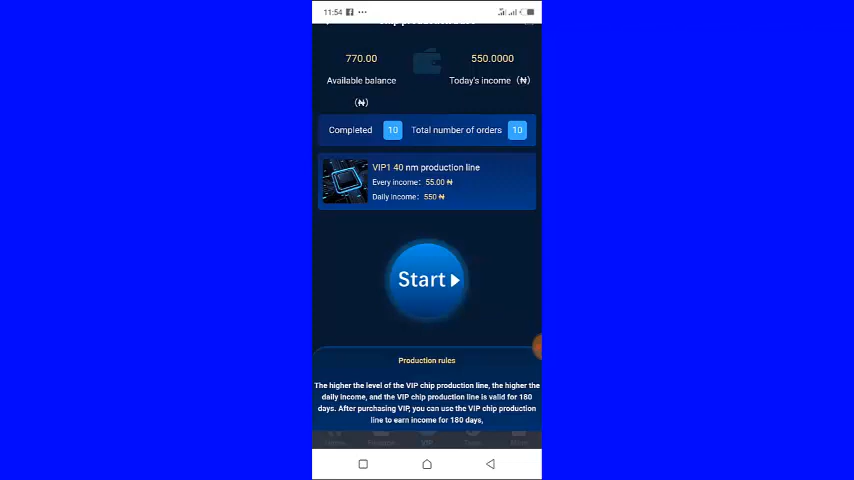 11:54
770.00
550.0000
Available balance
(₦)
Today's income (₦)
Completed 10 Total number of orders 10
VIP1 40 nm production line
Every income: 55.00 ₦
Daily income: 550 ₦
Start
Production rules
The higher the level of the VIP chip production line, the higher the
daily income, and the VIP chip production line is valid for 180
days. After purchasing VIP, you can use the VIP chip production
line to earn income for 180 days,
VIP